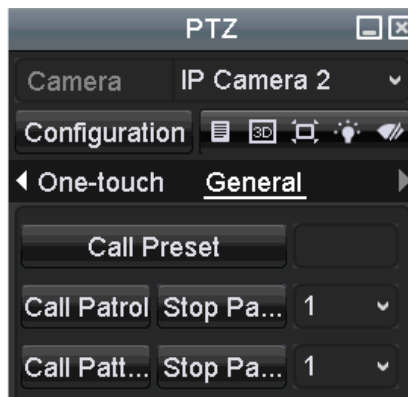 PTZ
Camera IP Camera 2
Configuration 3D
One-touch General
Call Preset
Call Patrol Stop Pa... 1
Call Patt... Stop Pa... 1